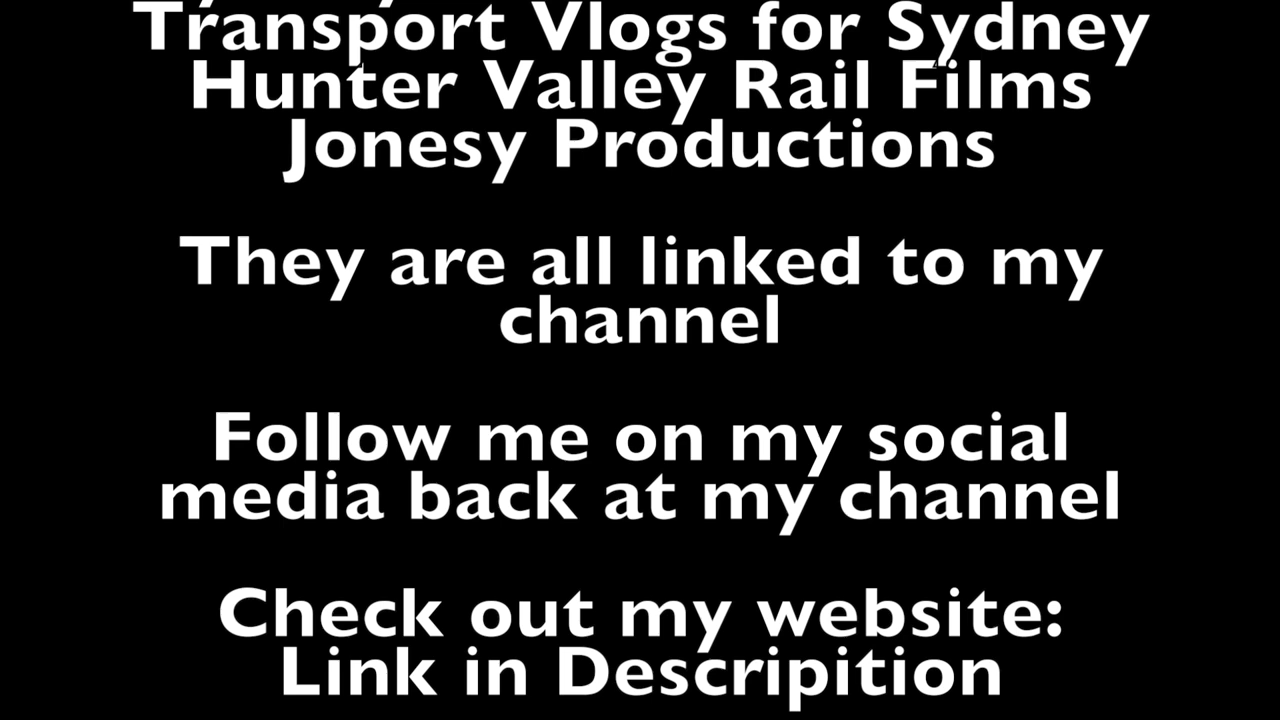 Transport Vlogs for Sydney
Hunter Valley Rail Films
Jonesy Productions
They are all linked to my
channel
Follow me on my social
media back at my channel
Check out my website:
Link in Descripition